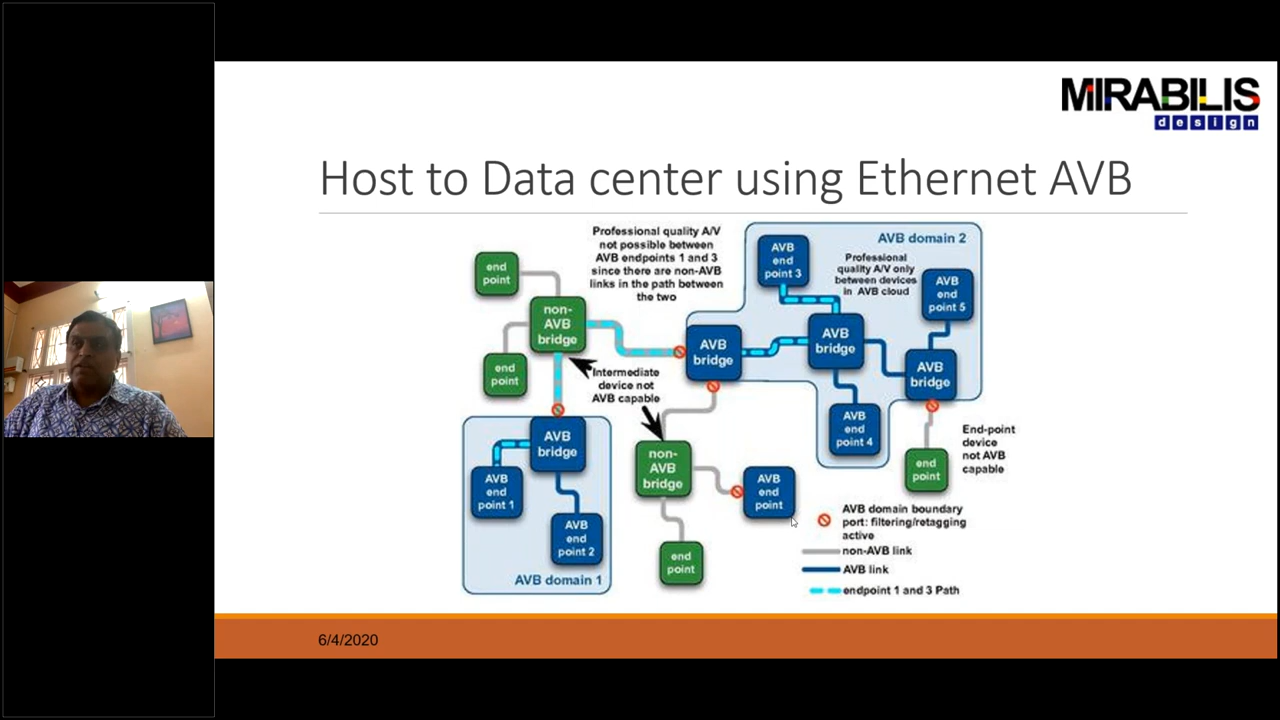 MIRABILIS
design
Host to Data center using Ethernet AVB
Professional quality A/V
not possible between
AVB endpoints 1 and 3
since there are non-AVB
links in the path between
the two
AVB domain 2
AVB
end
point 3
Professional
quality A/V only
between devices
in AVB cloud
AVB
end
point 5
end
point
non-
AVB
bridge
AVB
bridge
AVB
bridge
AVB
bridge
end
point
Intermediate
device not
AVB capable
AVB
end
point 4
End-point
device
not AVB
capable
end
point
AVB
bridge
AVB
end
point 1
AVB
end
point 2
AVB domain 1
non-
AVB
bridge
AVB
end
point
end
point
AVB domain boundary
port: filtering/retagging
active
non-AVB link
AVB link
endpoint 1 and 3 Path
6/4/2020